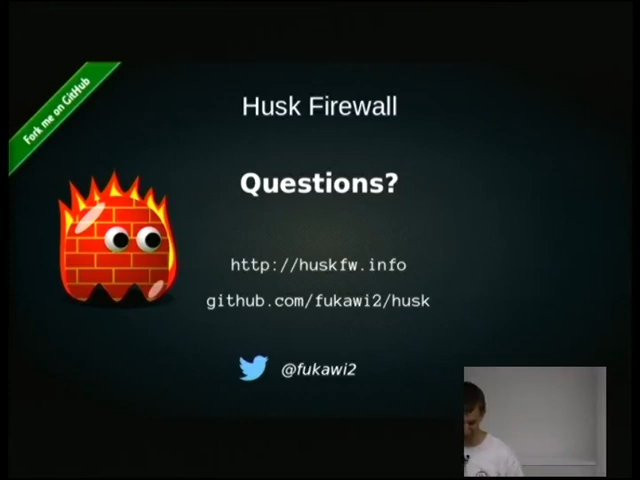 Fork me on GitHub
Husk Firewall
Questions?
http://huskfw.info
github.com/fukawi2/husk
@fukawi2